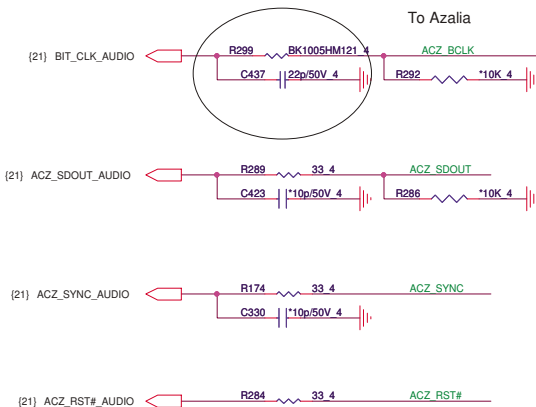 To Azalia
{21} BIT_CLK_AUDIO R299 BK1005HM121_4 ACZ_BCLK
C437 22p/50V_4 R292 *10K_4
{21} ACZ_SDOUT_AUDIO R289 33_4 ACZ_SDOUT
C423 *10p/50V_4 R286 *10K_4
{21} ACZ_SYNC_AUDIO R174 33_4 ACZ_SYNC
C330 *10p/50V_4
{21} ACZ_RST#_AUDIO R284 33_4 ACZ_RST#